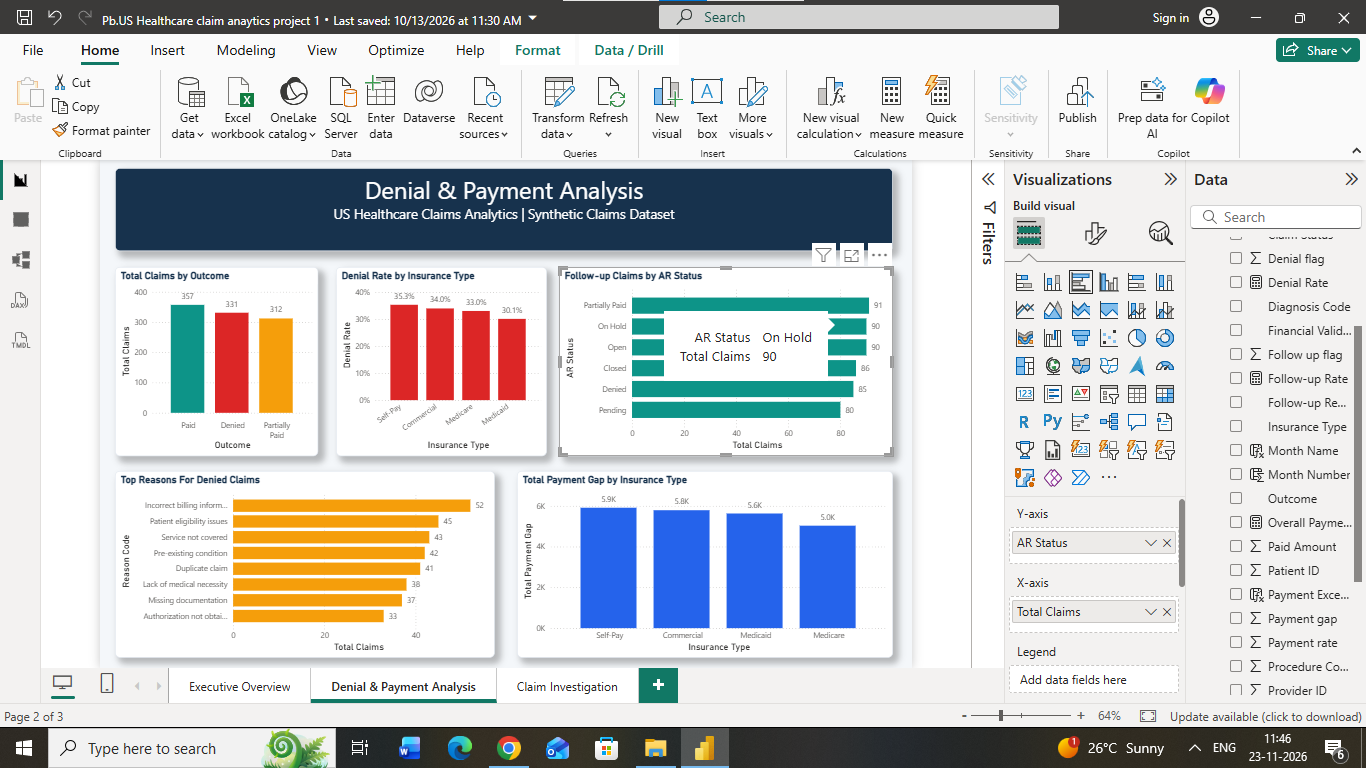 Pb.US Healthcare claim anaytics project 1 • Last saved: 10/13/2026 at 11:30 AM
Search
Sign in
File Home Insert Modeling View Optimize Help Format Data / Drill
Share
Paste
Cut
Copy
Format painter
Get data
Excel workbook
OneLake catalog
SQL Server
Enter data
Dataverse
Recent sources
Transform data
Refresh
New visual
Text box
More visuals
New visual calculation
New measure
Quick measure
Sensitivity
Publish
Prep data for AI
Copilot
Clipboard Data Queries Insert Calculations Sensitivity Share Copilot
DAX
TMDL
Denial & Payment Analysis
US Healthcare Claims Analytics | Synthetic Claims Dataset
Total Claims by Outcome
Total Claims
400
300
200
100
0
357 331 312
Paid Denied Partially Paid
Outcome
Denial Rate by Insurance Type
Denial Rate
40%
30%
20%
10%
0%
35.3% 34.0% 33.0% 30.1%
Self-Pay Commercial Medicare Medicaid
Insurance Type
Follow-up Claims by AR Status
AR Status
Partially Paid 91
On Hold 90
Open 90
Closed 86
Denied 85
Pending 80
0 20 40 60 80
Total Claims
AR Status On Hold
Total Claims 90
Top Reasons For Denied Claims
Reason Code
Incorrect billing inform... 52
Patient eligibility issues 45
Service not covered 43
Pre-existing condition 42
Duplicate claim 41
Lack of medical necessity 38
Missing documentation 37
Authorization not obtai... 33
0 20 40
Total Claims
Total Payment Gap by Insurance Type
Total Payment Gap
6K
4K
2K
0K
5.9K 5.8K 5.6K 5.0K
Self-Pay Commercial Medicaid Medicare
Insurance Type
Filters
Visualizations
Build visual
123
R
Py
Y-axis
AR Status
X-axis
Total Claims
Legend
Add data fields here
Data
Search
Denial flag
Denial Rate
Diagnosis Code
Financial Valid...
Follow up flag
Follow-up Rate
Follow-up Re...
Insurance Type
Month Name
Month Number
Outcome
Overall Payme...
Paid Amount
Patient ID
Payment Exce...
Payment gap
Payment rate
Procedure Co...
Provider ID
Executive Overview
Denial & Payment Analysis
Claim Investigation
Page 2 of 3
64%
Update available (click to download)
Type here to search
26°C Sunny
ENG
11:46
23-11-2026
6
1